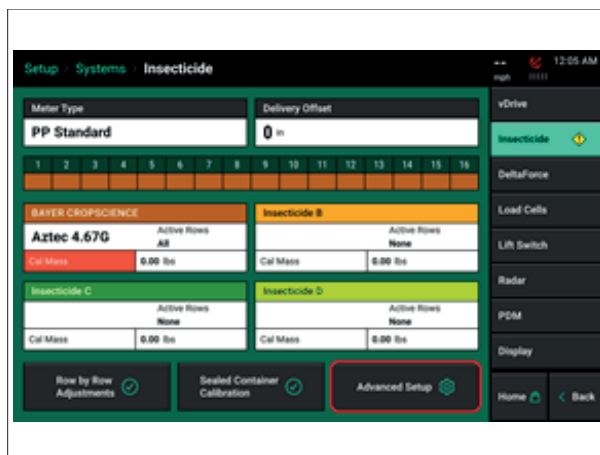 Setup > Systems > Insecticide
-- mph
12:05 AM
Meter Type
PP Standard
Delivery Offset
0 in
1 2 3 4 5 6 7 8 9 10 11 12 13 14 15 16
BAYER CROPSCIENCE
Aztec 4.67G
Active Rows
All
Cal Mass 0.00 lbs
Insecticide B
Active Rows
None
Cal Mass 0.00 lbs
Insecticide C
Active Rows
None
Cal Mass 0.00 lbs
Insecticide D
Active Rows
None
Cal Mass 0.00 lbs
Row by Row
Adjustments
Sealed Container
Calibration
Advanced Setup
vDrive
Insecticide
DeltaForce
Load Cells
Lift Switch
Radar
PDM
Display
Home
< Back